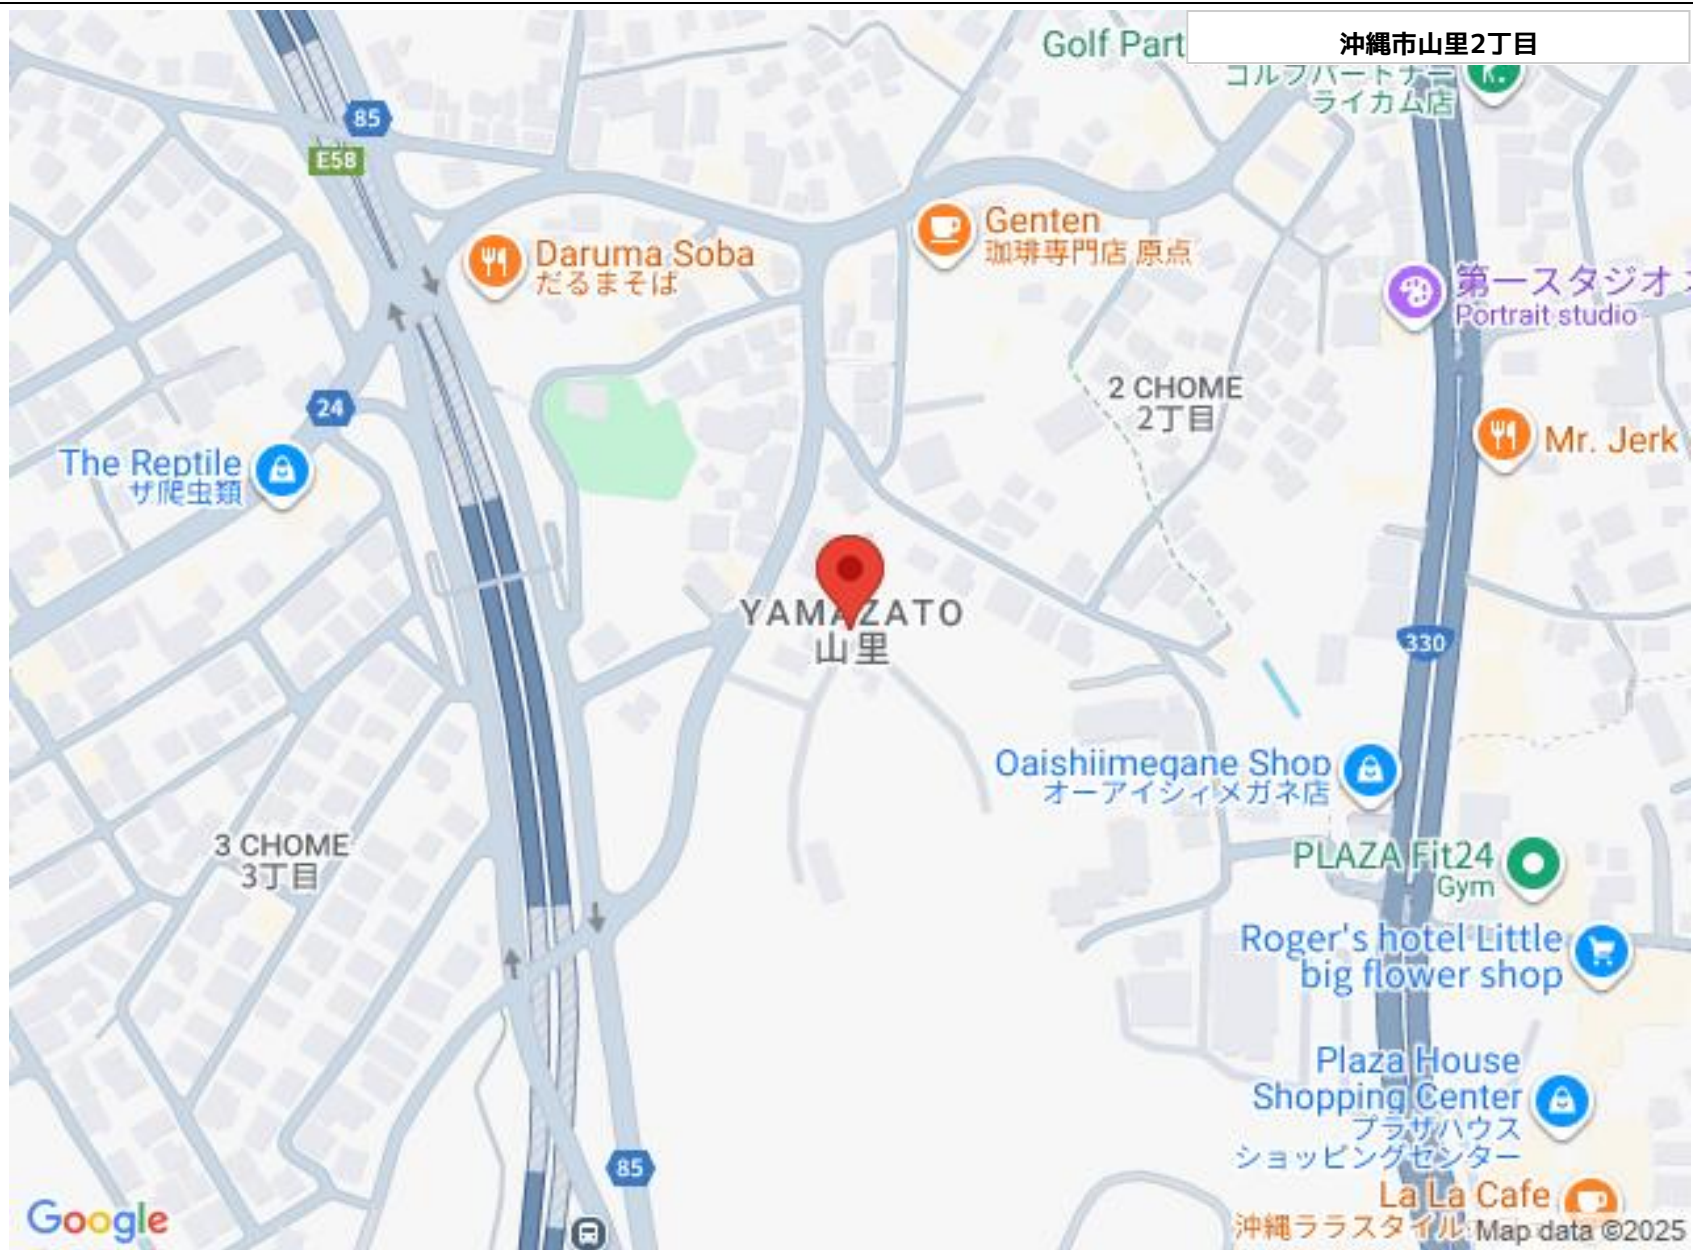 沖縄市山里2丁目
Golf Part
ゴルフパートナー
ライカム店
85
E58
Genten
珈琲専門店 原点
Daruma Soba
だるまそば
第一スタジオ
Portrait studio
2 CHOME
2丁目
24
Mr. Jerk
The Reptile
ザ爬虫類
YAMAZATO
山里
330
Oaishiimegane Shop
オーアイシィメガネ店
3 CHOME
3丁目
PLAZA Fit24
Gym
Roger's hotel Little
big flower shop
Plaza House
Shopping Center
プラザハウス
ショッピングセンター
85
La La Cafe
沖縄ララスタイル
Google
Map data ©2025